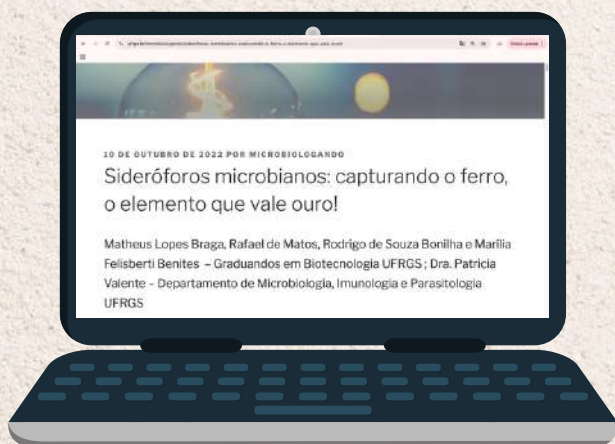 10 DE OUTUBRO DE 2022 POR MICROBIOLOGANDO
Sideróforos microbianos: capturando o ferro,
o elemento que vale ouro!
Matheus Lopes Braga, Rafael de Matos, Rodrigo de Souza Bonilha e Marília
Felisberti Benites – Graduandos em Biotecnologia UFRGS ; Dra. Patricia
Valente – Departamento de Microbiologia, Imunologia e Parasitologia
UFRGS